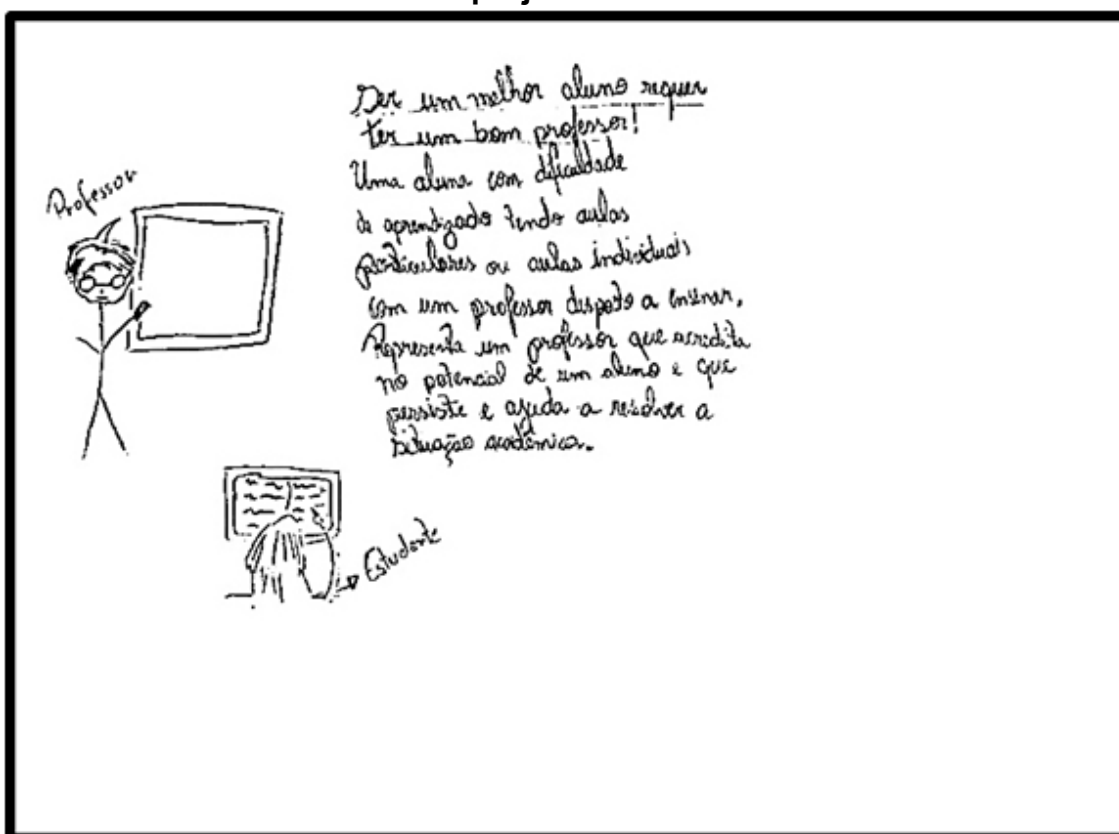 Ser um melhor aluno requer
ter um bom professor!
Uma aluna com dificuldade
de aprendizado tendo aulas
particulares ou aulas individuais
com um professor disposto a ensinar,
Representa um professor que acredita
no potencial de um aluno e que
persiste e ajuda a resolver a
situação acadêmica.
Professor
Estudante